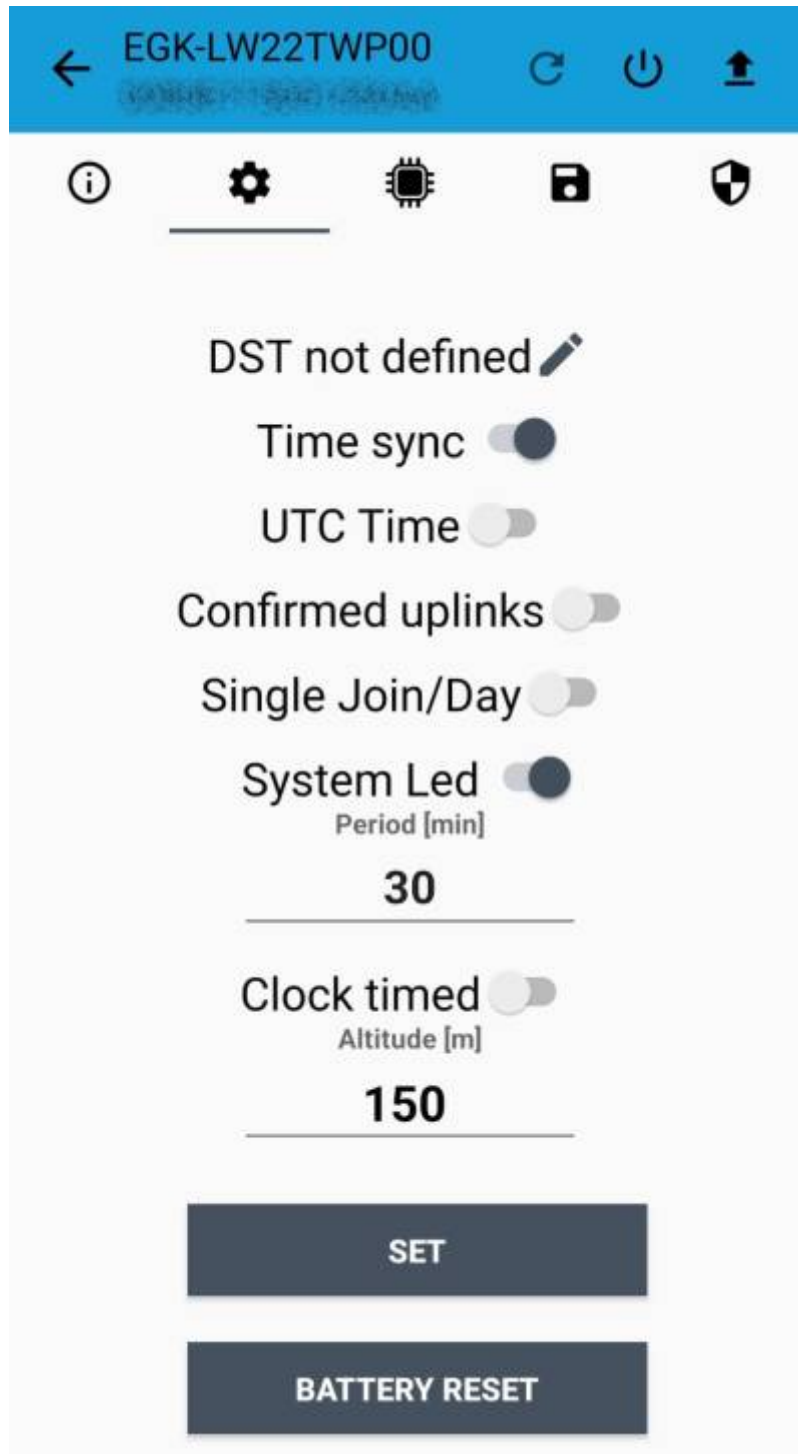 EGK-LW22TWP00
DST not defined
Time sync
UTC Time
Confirmed uplinks
Single Join/Day
System Led
Period [min]
30
Clock timed
Altitude [m]
150
SET
BATTERY RESET